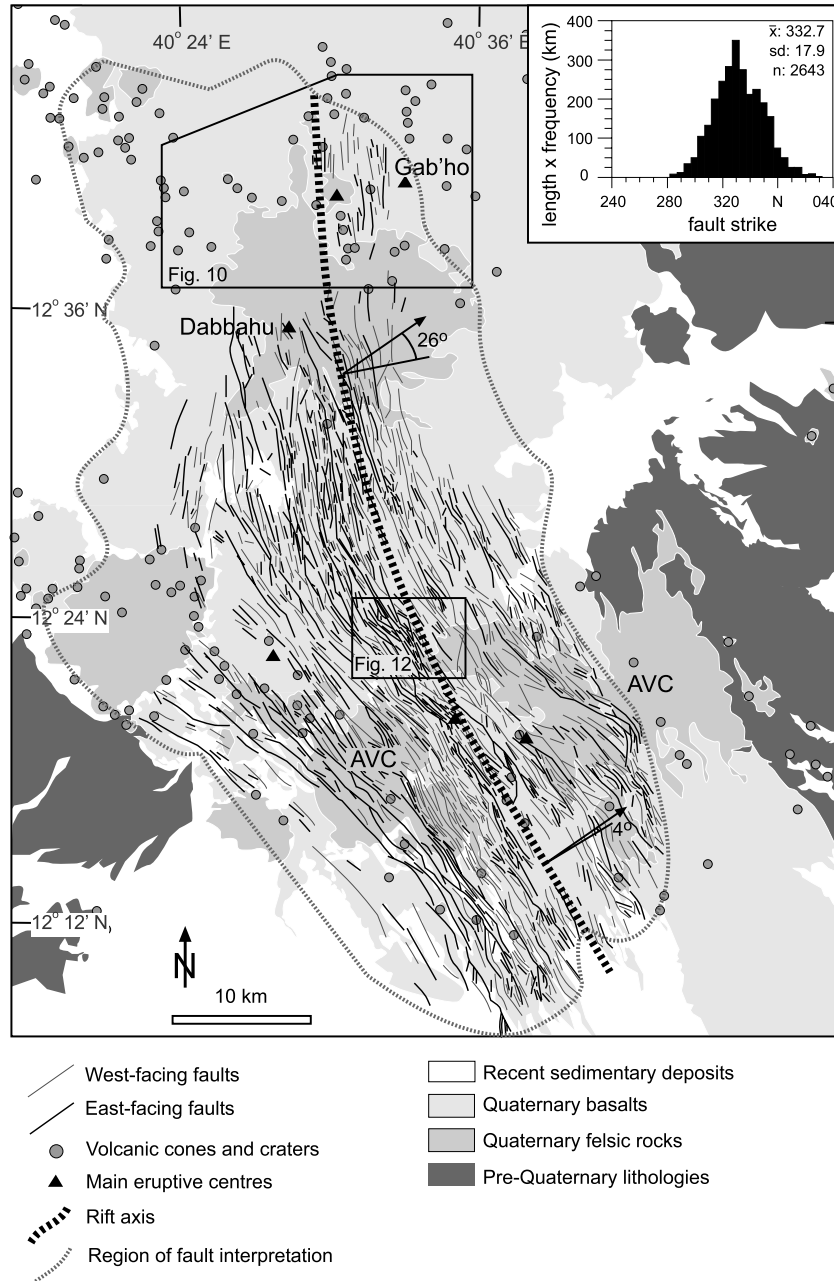 40° 24’ E
40° 36’ E
400
300
200
100
0
length x frequency (km)
x̄: 332.7
sd: 17.9
n: 2643
240
280
320
N
040
fault strike
Gab’ho
Fig. 10
12° 36’ N
Dabbahu
26°
12° 24’ N
Fig. 12
AVC
AVC
4°
12° 12’ N
N
10 km
West-facing faults
East-facing faults
Volcanic cones and craters
Main eruptive centres
Rift axis
Region of fault interpretation
Recent sedimentary deposits
Quaternary basalts
Quaternary felsic rocks
Pre-Quaternary lithologies